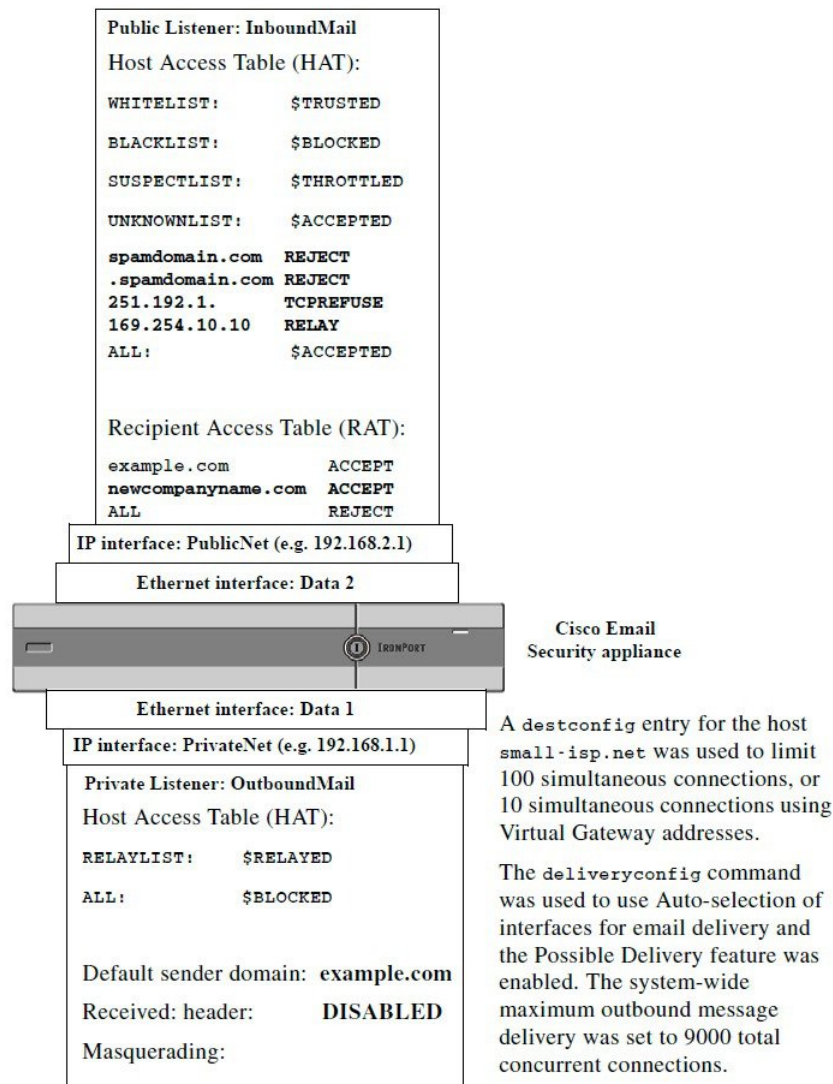 Public Listener: InboundMail
Host Access Table (HAT):
WHITELIST: $TRUSTED
BLACKLIST: $BLOCKED
SUSPECTLIST: $THROTTLED
UNKNOWNLIST: $ACCEPTED
spamdomain.com REJECT
.spamdomain.com REJECT
251.192.1. TCPREFUSE
169.254.10.10 RELAY
ALL: $ACCEPTED
Recipient Access Table (RAT):
example.com ACCEPT
newcompanyname.com ACCEPT
ALL REJECT
IP interface: PublicNet (e.g. 192.168.2.1)
Ethernet interface: Data 2
IRONPORT
Cisco Email
Security appliance
Ethernet interface: Data 1
IP interface: PrivateNet (e.g. 192.168.1.1)
Private Listener: OutboundMail
Host Access Table (HAT):
RELAYLIST: $RELAYED
ALL: $BLOCKED
Default sender domain: example.com
Received: header: DISABLED
Masquerading:
A destconfig entry for the host
small-isp.net was used to limit
100 simultaneous connections, or
10 simultaneous connections using
Virtual Gateway addresses.
The deliveryconfig command
was used to use Auto-selection of
interfaces for email delivery and
the Possible Delivery feature was
enabled. The system-wide
maximum outbound message
delivery was set to 9000 total
concurrent connections.